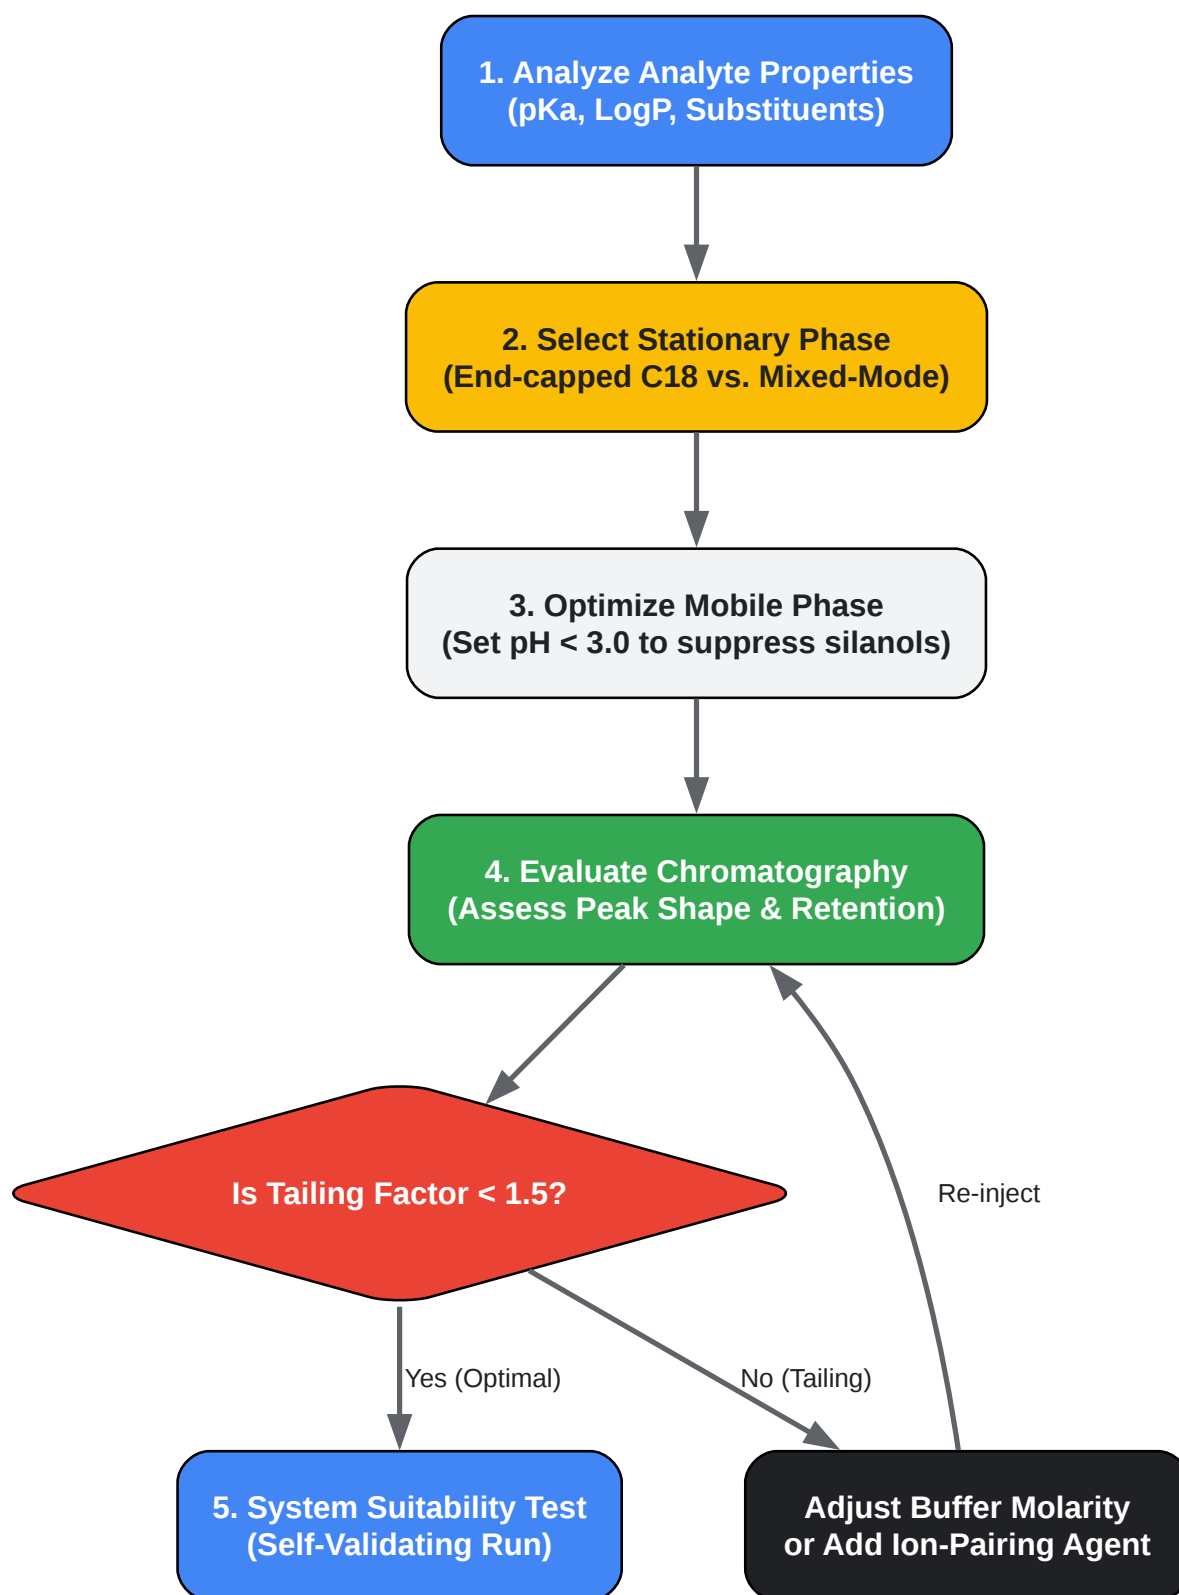 1. Analyze Analyte Properties
(pKa, LogP, Substituents)
2. Select Stationary Phase
(End-capped C18 vs. Mixed-Mode)
3. Optimize Mobile Phase
(Set pH < 3.0 to suppress silanols)
4. Evaluate Chromatography
(Assess Peak Shape & Retention)
Is Tailing Factor < 1.5?
Re-inject
Yes (Optimal)
No (Tailing)
5. System Suitability Test
(Self-Validating Run)
Adjust Buffer Molarity
or Add Ion-Pairing Agent